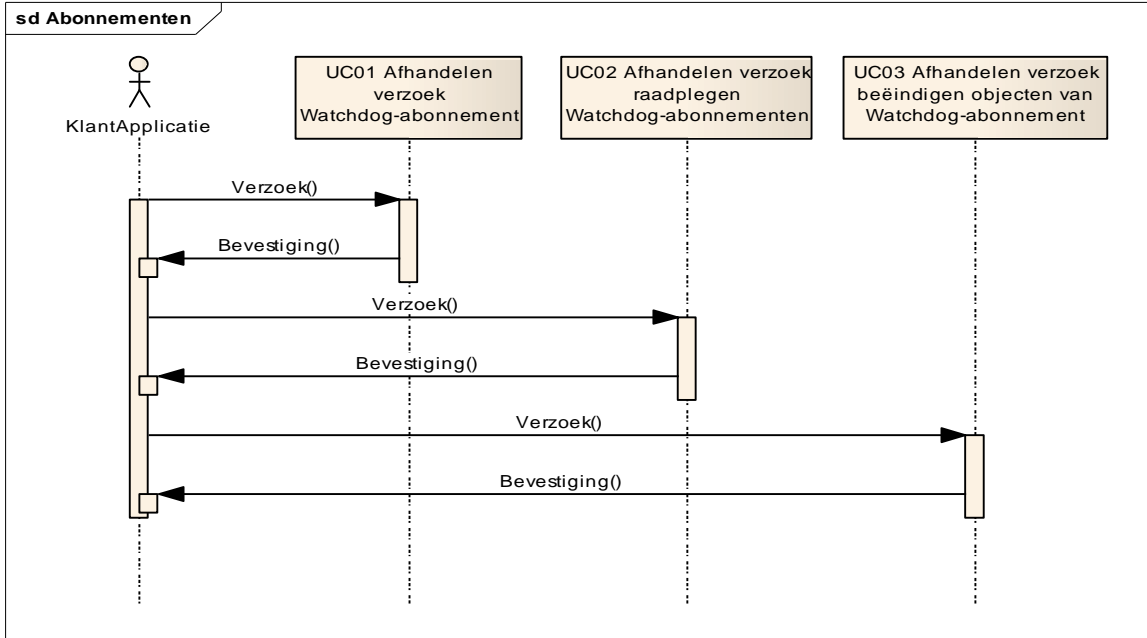 sd Abonnementen
KlantApplicatie
UC01 Afhandelen
verzoek
Watchdog-abonnement
UC02 Afhandelen verzoek
raadplegen
Watchdog-abonnementen
UC03 Afhandelen verzoek
beëindigen objecten van
Watchdog-abonnement
Verzoek()
Bevestiging()
Verzoek()
Bevestiging()
Verzoek()
Bevestiging()